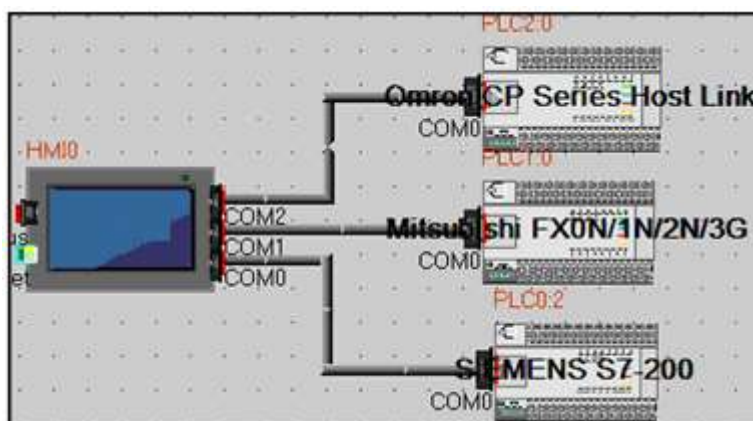 PLC2:0
Omron CP Series Host Link
COM0
HMI0
PLC1:0
COM2
Mitsubishi FX0N/1N/2N/3G
COM1
COM0
COM0
et
PLC0:2
SIEMENS S7-200
COM0